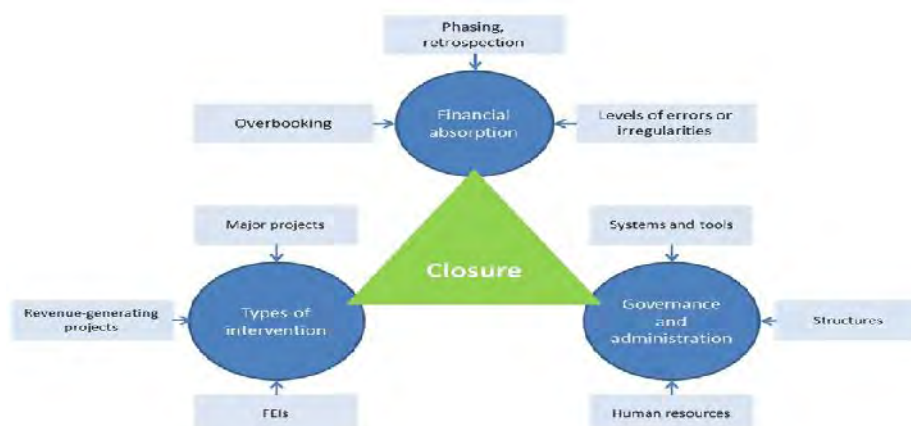 Phasing,
retrospection
Overbooking
Financial
absorption
Levels of errors or
irregularities
Major projects
Systems and tools
Closure
Revenue-generating
projects
Types of
intervention
Governance
and
administration
Structures
FEIs
Human resources